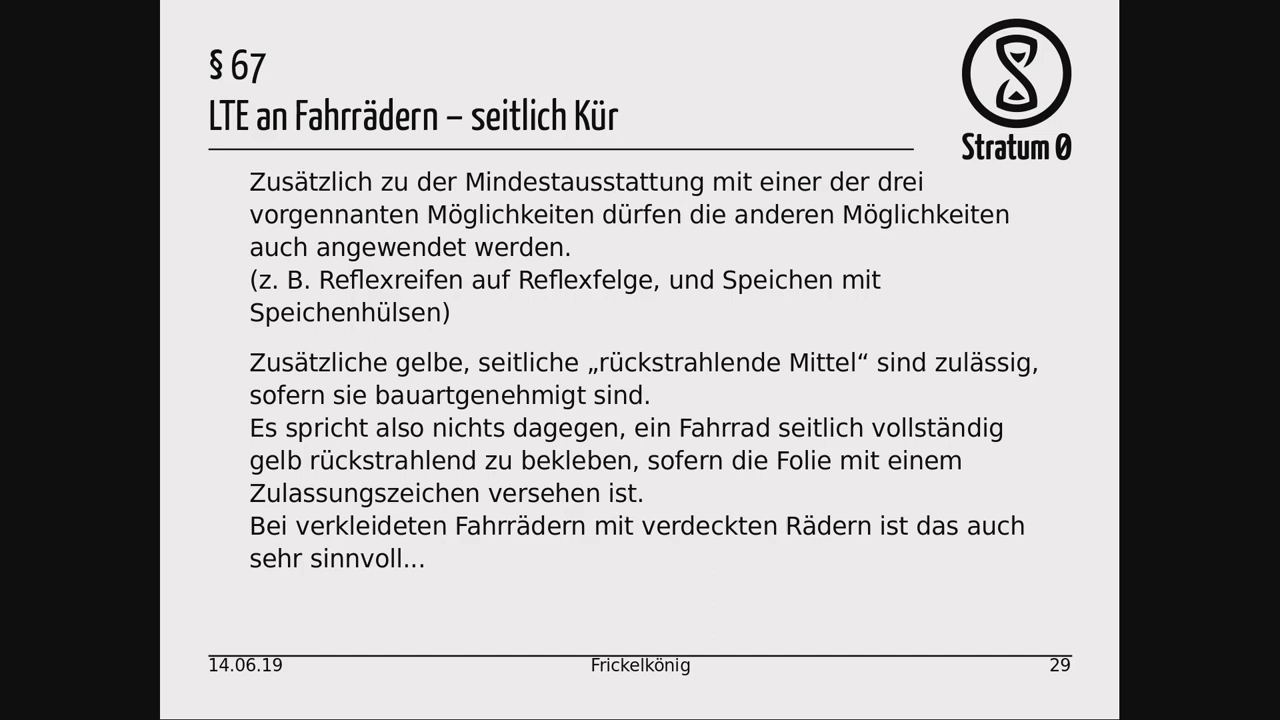 § 67
LTE an Fahrrädern – seitlich Kür
Stratum 0
Zusätzlich zu der Mindestausstattung mit einer der drei
vorgennanten Möglichkeiten dürfen die anderen Möglichkeiten
auch angewendet werden.
(z. B. Reflexreifen auf Reflexfelge, und Speichen mit
Speichenhülsen)
Zusätzliche gelbe, seitliche „rückstrahlende Mittel“ sind zulässig,
sofern sie bauartgenehmigt sind.
Es spricht also nichts dagegen, ein Fahrrad seitlich vollständig
gelb rückstrahlend zu bekleben, sofern die Folie mit einem
Zulassungszeichen versehen ist.
Bei verkleideten Fahrrädern mit verdeckten Rädern ist das auch
sehr sinnvoll...
14.06.19 Frickelkönig 29